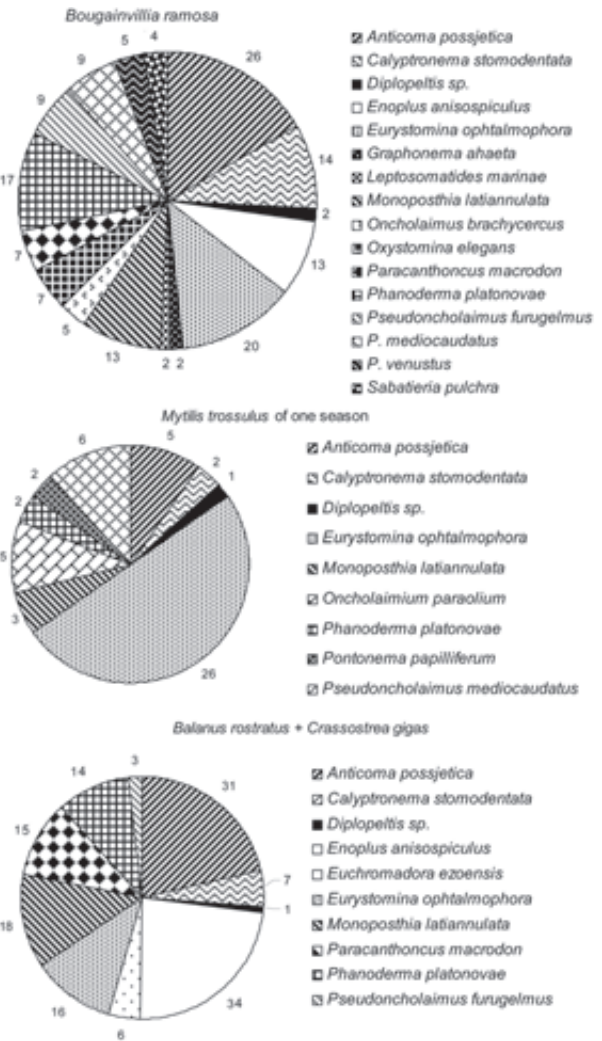 Bougainvillia ramosa
5 4
26
9
9
14
17
2
7
13
7
5
20
13
2 2
Anticoma possjetica
Calyptronema stomodentata
Diplopeltis sp.
Enoplus anisospiculus
Eurystomina ophtalmophora
Graphonema ahaeta
Leptosomatides marinae
Monoposthia latiannulata
Oncholaimus brachycercus
Oxystomina elegans
Paracanthoncus macrodon
Phanoderma platonovae
Pseudoncholaimus furugelmus
P. mediocaudatus
P. venustus
Sabatieria pulchra
Mytilis trossulus of one season
6
5
2
2
1
2
5
3
26
Anticoma possjetica
Calyptronema stomodentata
Diplopeltis sp.
Eurystomina ophtalmophora
Monoposthia latiannulata
Oncholaimium paraolium
Phanoderma platonovae
Pontonema papilliferum
Pseudoncholaimus mediocaudatus
Balanus rostratus + Crassostrea gigas
3
14
31
15
7
1
18
16
34
6
Anticoma possjetica
Calyptronema stomodentata
Diplopeltis sp.
Enoplus anisospiculus
Euchromadora ezoensis
Eurystomina ophtalmophora
Monoposthia latiannulata
Paracanthoncus macrodon
Phanoderma platonovae
Pseudoncholaimus furugelmus